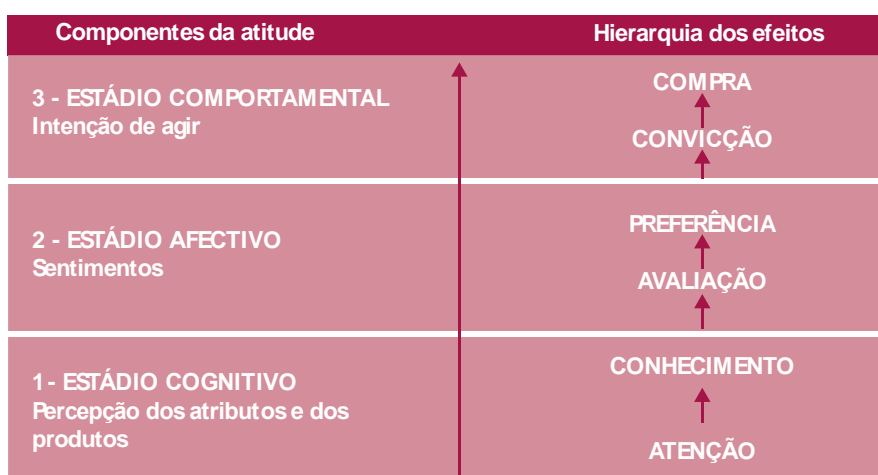 Componentes da atitude
Hierarquia dos efeitos
3 - ESTÁDIO COMPORTAMENTAL
Intenção de agir
COMPRA
CONVICÇÃO
2 - ESTÁDIO AFECTIVO
Sentimentos
PREFERÊNCIA
AVALIAÇÃO
1 - ESTÁDIO COGNITIVO
Percepção dos atributos e dos
produtos
CONHECIMENTO
ATENÇÃO